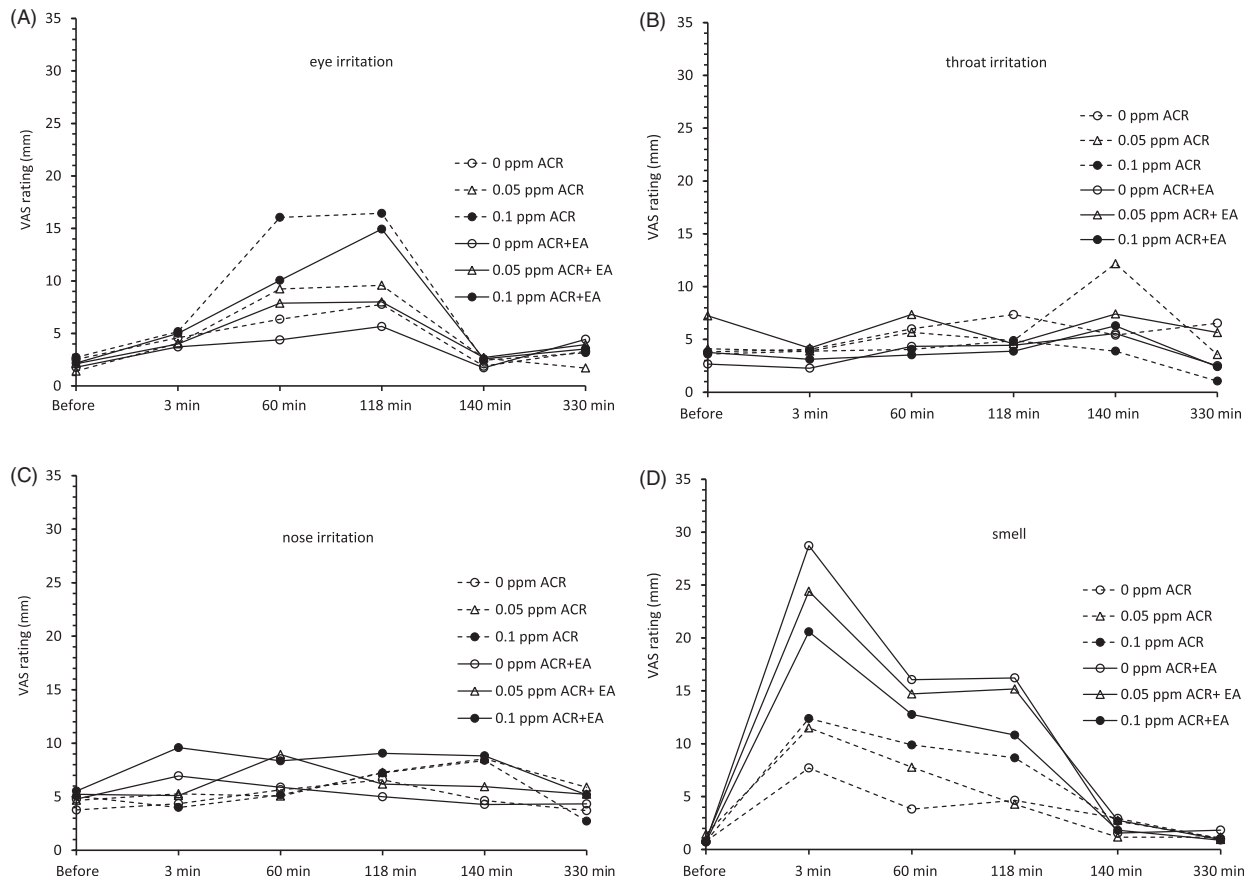 (A)
eye irritation
VAS rating (mm)
35
30
25
20
15
10
5
0
0 ppm ACR
0.05 ppm ACR
0.1 ppm ACR
0 ppm ACR+EA
0.05 ppm ACR+ EA
0.1 ppm ACR+EA
Before 3 min 60 min 118 min 140 min 330 min
(B)
throat irritation
VAS rating (mm)
35
30
25
20
15
10
5
0
0 ppm ACR
0.05 ppm ACR
0.1 ppm ACR
0 ppm ACR+EA
0.05 ppm ACR+ EA
0.1 ppm ACR+EA
Before 3 min 60 min 118 min 140 min 330 min
(C)
nose irritation
VAS rating (mm)
35
30
25
20
15
10
5
0
0 ppm ACR
0.05 ppm ACR
0.1 ppm ACR
0 ppm ACR+EA
0.05 ppm ACR+ EA
0.1 ppm ACR+EA
Before 3 min 60 min 118 min 140 min 330 min
(D)
smell
VAS rating (mm)
35
30
25
20
15
10
5
0
0 ppm ACR
0.05 ppm ACR
0.1 ppm ACR
0 ppm ACR+EA
0.05 ppm ACR+ EA
0.1 ppm ACR+EA
Before 3 min 60 min 118 min 140 min 330 min